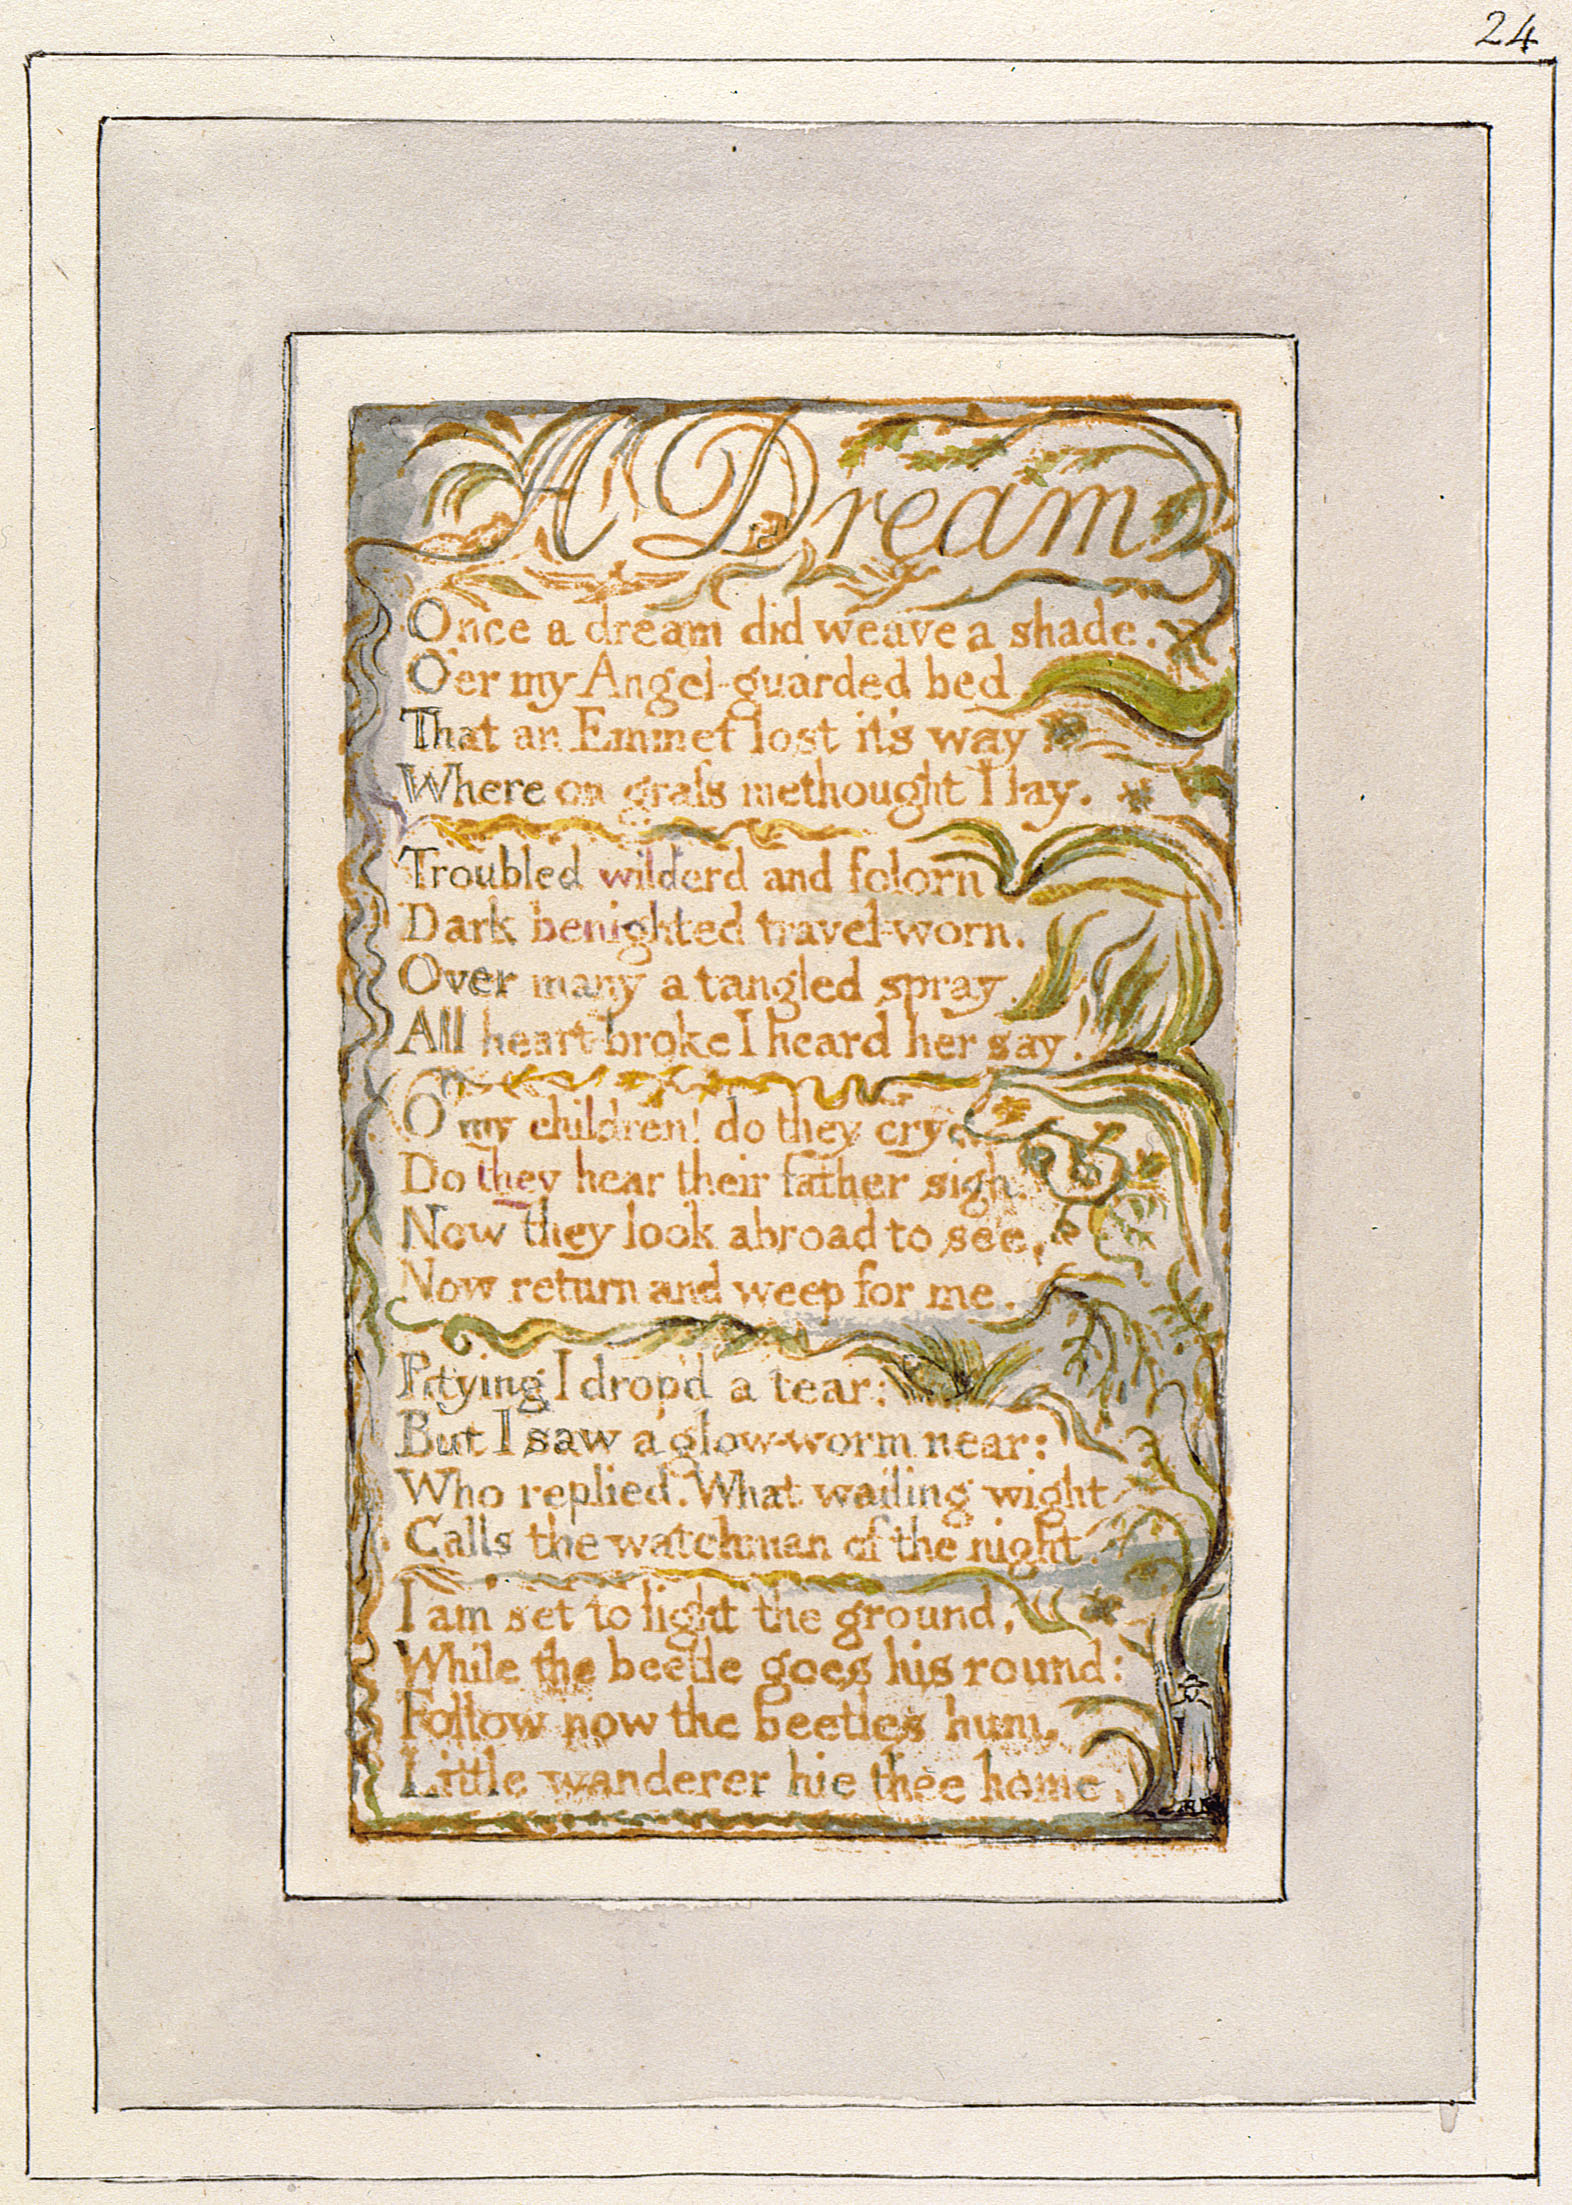 24
A Dream
Once a dream did weave a shade.
O'er my Angel-guarded bed
That an Emmet lost it's way
Where on graſs methought I lay.
Troubled wilderd and folorn
Dark benighted travel-worn.
Over many a tangled spray.
All heart-broke I heard her say.
O my children! do they cry
Do they hear their father sigh.
Now they look abroad to see,
Now return and weep for me.
Pitying I drop'd a tear:
But I saw a glow-worm near:
Who replied. What wailing wight
Calls the watchman of the night.
I am set to light the ground,
While the beetle goes his round:
Follow now the beetles hum,
Little wanderer hie thee home.